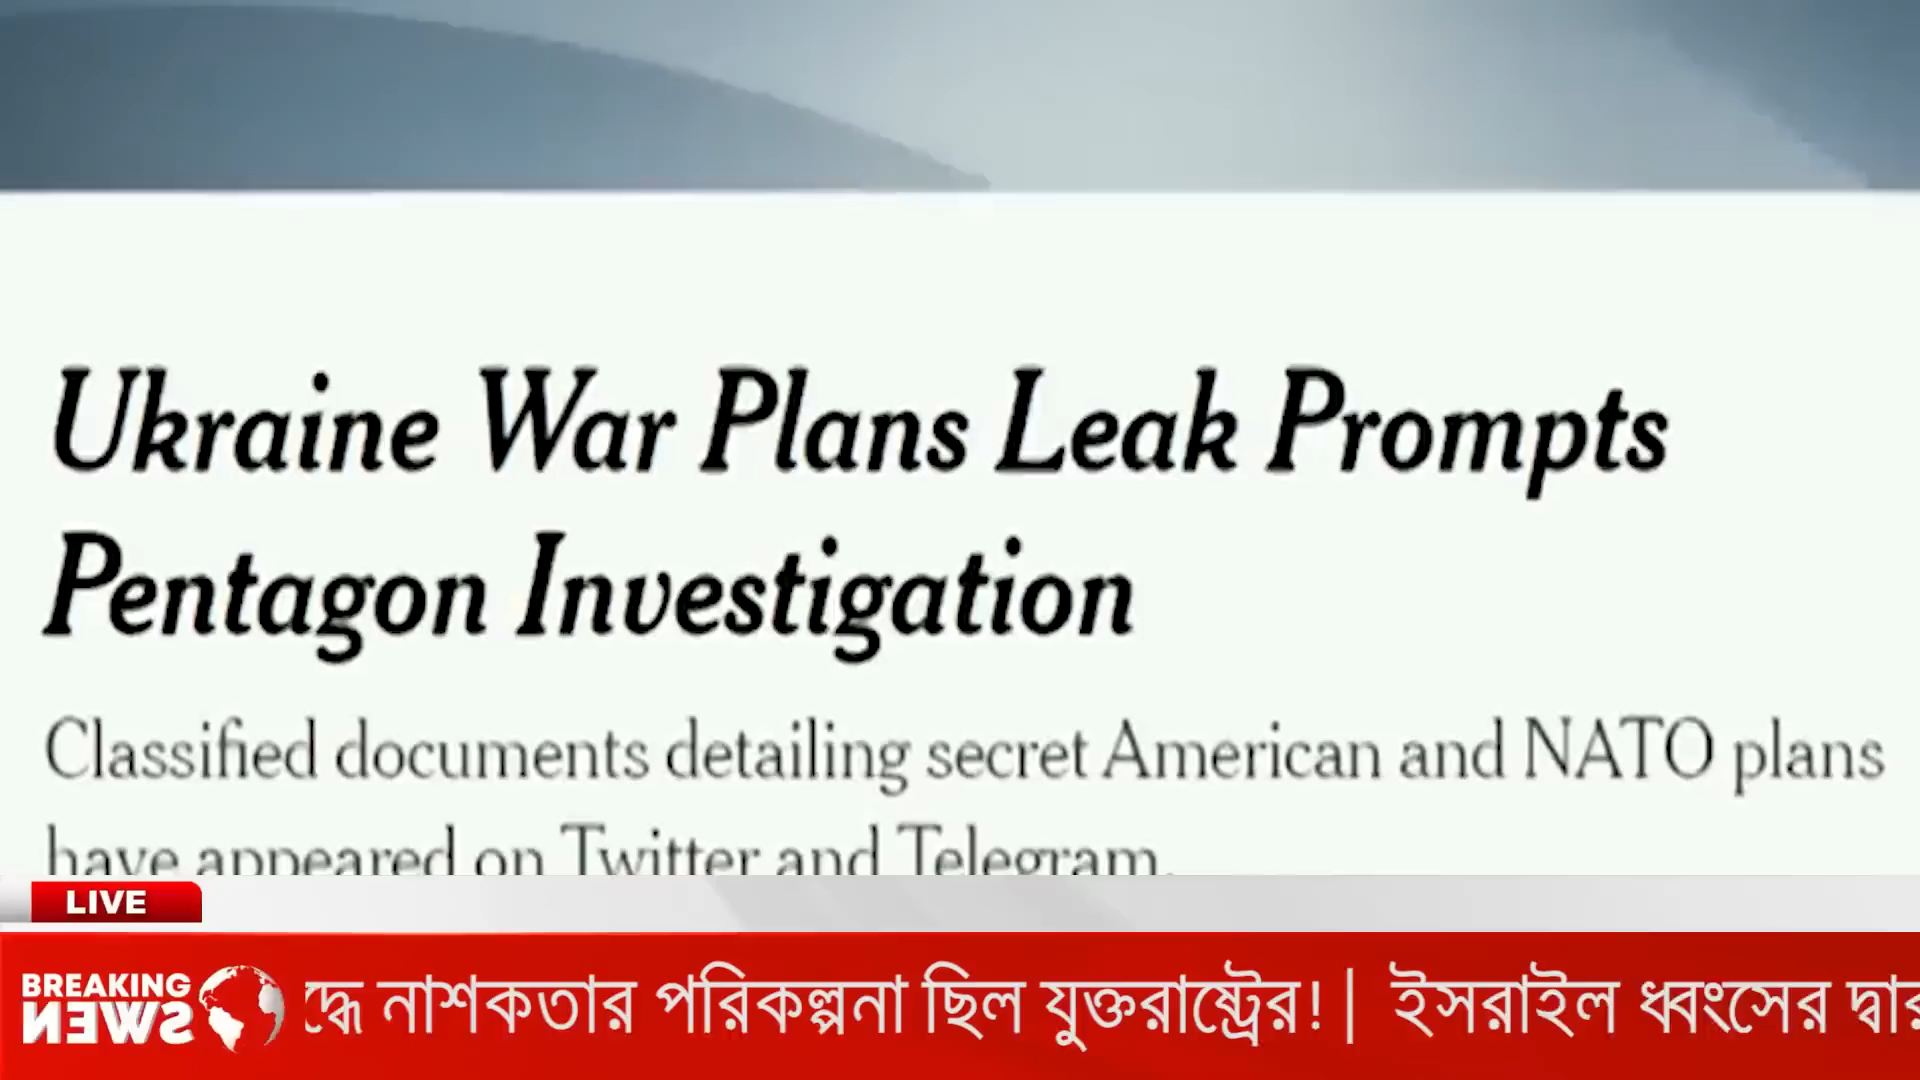 Ukraine War Plans Leak Prompts
Pentagon Investigation
Classified documents detailing secret American and NATO plans
have appeared on Twitter and Telegram.
LIVE
BREAKING
NEWS
নাশকতার পরিকল্পনা ছিল যুক্তরাষ্ট্রের! | ইসরাইল ধ্বংসের